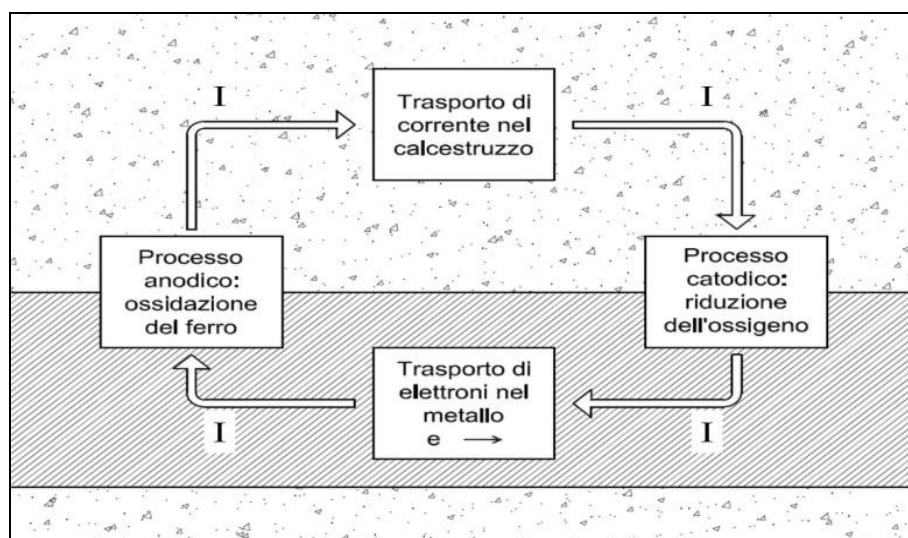 I
I
Trasporto di
corrente nel
calcestruzzo
Processo
anodico:
ossidazione
del ferro
Processo
catodico:
riduzione
dell'ossigeno
Trasporto di
elettroni nel
metallo
e →
I
I